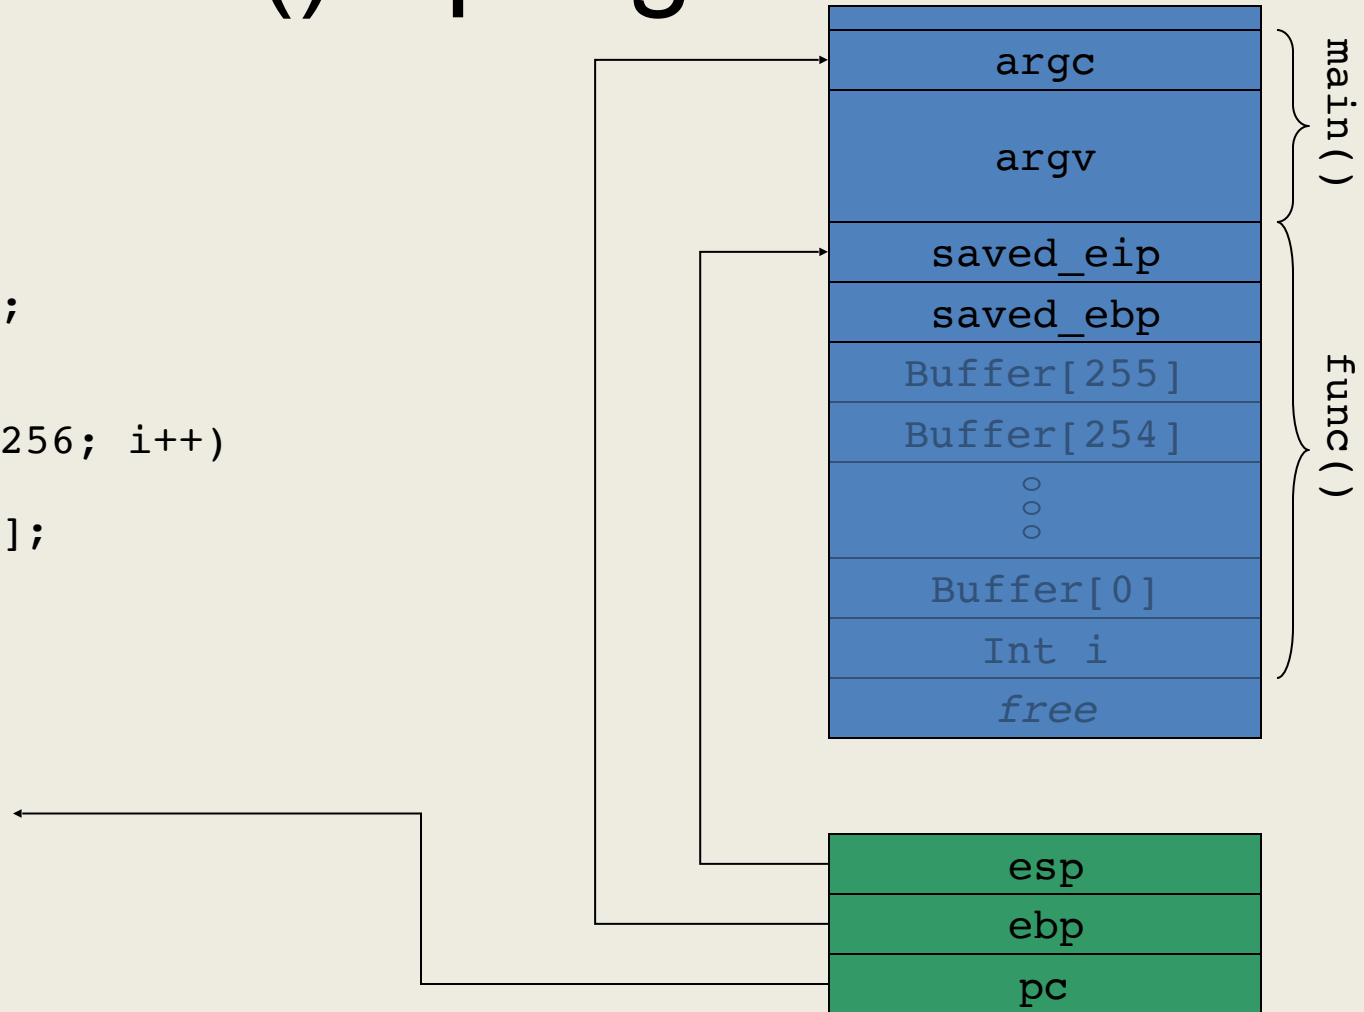 ()
;
256; i++)
];
argc
argv
saved_eip
saved_ebp
Buffer[255]
Buffer[254]
Buffer[0]
Int i
free
main()
func()
esp
ebp
pc